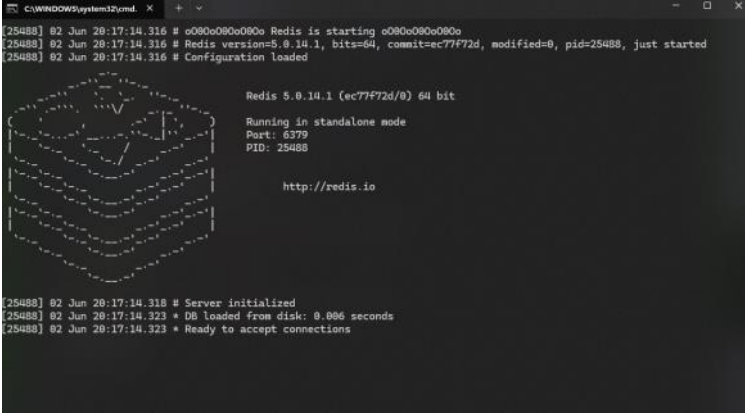 C:\WINDOWS\system32\cmd.
[25488] 02 Jun 20:17:14.316 # oO0OoO0OoO0Oo Redis is starting oO0OoO0OoO0Oo
[25488] 02 Jun 20:17:14.316 # Redis version=5.0.14.1, bits=64, commit=ec77f72d, modified=0, pid=25488, just started
[25488] 02 Jun 20:17:14.316 # Configuration loaded
Redis 5.0.14.1 (ec77f72d/0) 64 bit
Running in standalone mode
Port: 6379
PID: 25488
http://redis.io
[25488] 02 Jun 20:17:14.318 # Server initialized
[25488] 02 Jun 20:17:14.323 * DB loaded from disk: 0.006 seconds
[25488] 02 Jun 20:17:14.323 * Ready to accept connections